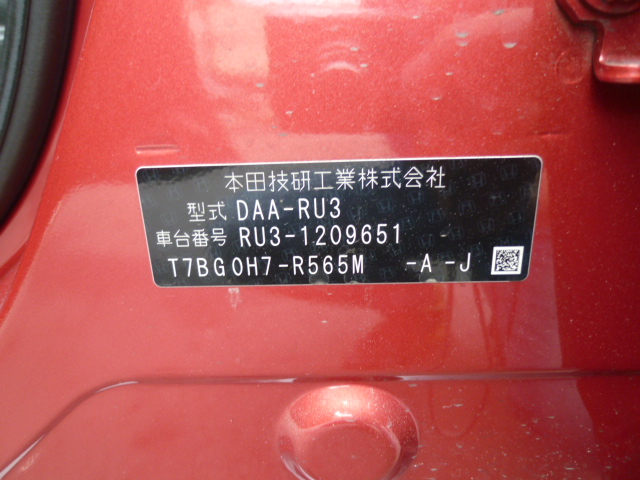 本田技研工業株式会社
型式 DAA-RU3
車台番号 RU3-1209651
T7BG0H7-R565M -A-J